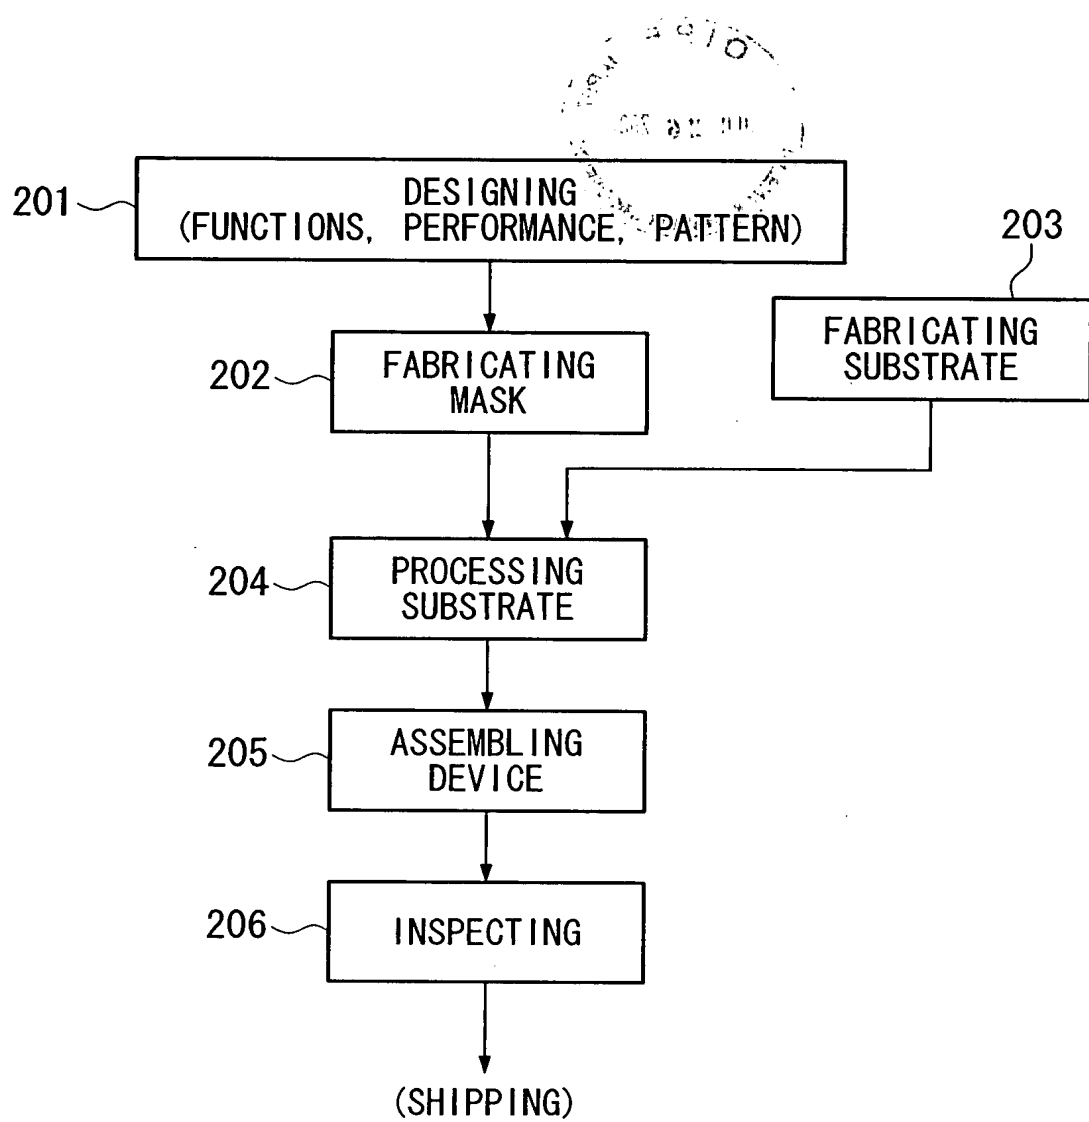 201
DESIGNING
(FUNCTIONS, PERFORMANCE, PATTERN)
203
FABRICATING
SUBSTRATE
202
FABRICATING
MASK
204
PROCESSING
SUBSTRATE
205
ASSEMBLING
DEVICE
206
INSPECTING
(SHIPPING)